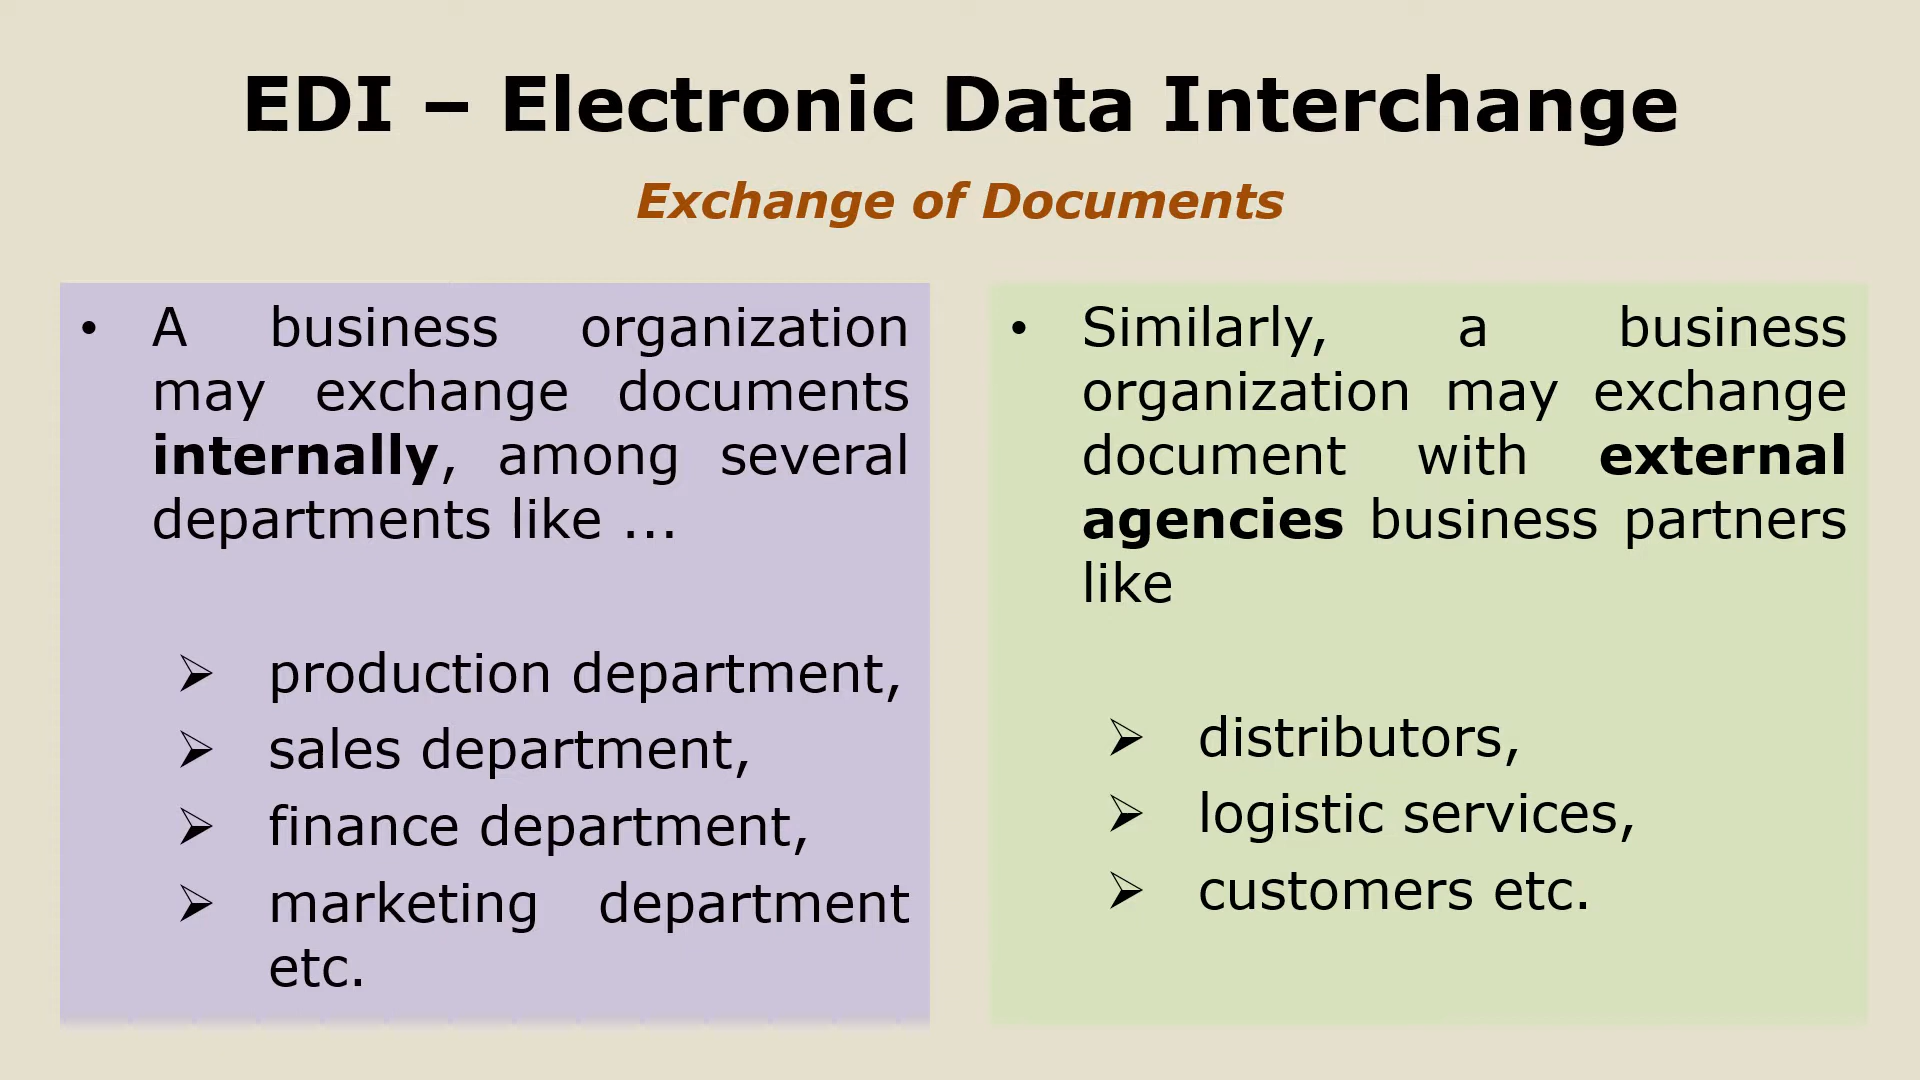 EDI – Electronic Data Interchange
Exchange of Documents
• A business organization
may exchange documents
internally, among several
departments like ...
➢ production department,
➢ sales department,
➢ finance department,
➢ marketing department
etc.
• Similarly, a business
organization may exchange
document with external
agencies business partners
like
➢ distributors,
➢ logistic services,
➢ customers etc.